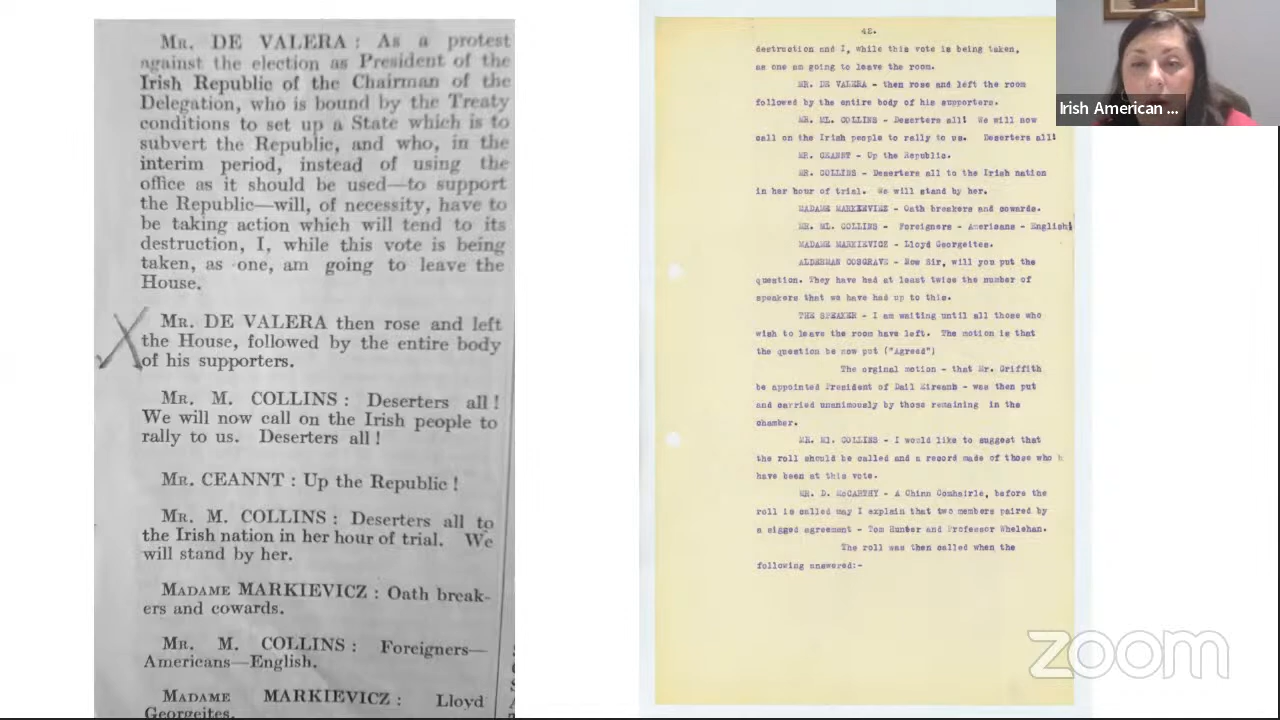 MR. DE VALERA : As a protest
against the election as President of the
Irish Republic of the Chairman of the
Delegation, who is bound by the Treaty
conditions to set up a State which is to
subvert the Republic, and who, in the
interim period, instead of using the
office as it should be used—to support
the Republic—will, of necessity, have to
be taking action which will tend to its
destruction, I, while this vote is being
taken, as one, am going to leave the
House.
MR. DE VALERA then rose and left
the House, followed by the entire body
of his supporters.
MR. M. COLLINS : Deserters all !
We will now call on the Irish people to
rally to us. Deserters all !
MR. CEANNT : Up the Republic !
MR. M. COLLINS : Deserters all to
the Irish nation in her hour of trial. We
will stand by her.
MADAME MARKIEVICZ : Oath break-
ers and cowards.
MR. M. COLLINS : Foreigners—
Americans—English.
MADAME MARKIEVICZ : Lloyd
Georgeites.
42.
destruction and I, while this vote is being taken,
as one am going to leave the room.
MR. DE VALERA - then rose and left the room
followed by the entire body of his supporters.
MR. ML. COLLINS - Deserters all! We will now
call on the Irish people to rally to us. Deserters all!
MR. CEANNT - Up the Republic.
MR. COLLINS - Deserters all to the Irish nation
in her hour of trial. We will stand by her.
MADAME MARKIEVIEZ - Oath breakers and cowards.
MR. ML. COLLINS - Foreigners - Americans - English
MADAME MARKIEVICZ - Lloyd Georgeites.
ALDERMAN COSGRAVE - Now Sir, will you put the
question. They have had at least twice the number of
speakers that we have had up to this.
THE SPEAKER - I am waiting until all those who
wish to leave the room have left. The motion is that
the question be now put ("Agreed")
The orginal motion - that Mr. Griffith
be appointed President of Dail Eireann - was then put
and carried unanimously by those remaining in the
chamber.
MR. Ml. COLLINS - I would like to suggest that
the roll should be called and a record made of those who h
have been at this vote.
MR. D. McCARTHY - A Chinn Comhairle, before the
roll is called may I explain that two members paired by
a sigged agreement - Tom Hunter and Professor Whelehan.
The roll was then called when the
following answered:-
Irish American ...
zoom